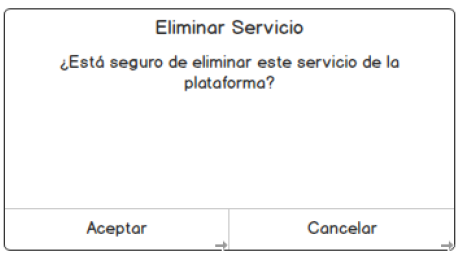 Eliminar Servicio
¿Está seguro de eliminar este servicio de la
plataforma?
Aceptar
Cancelar